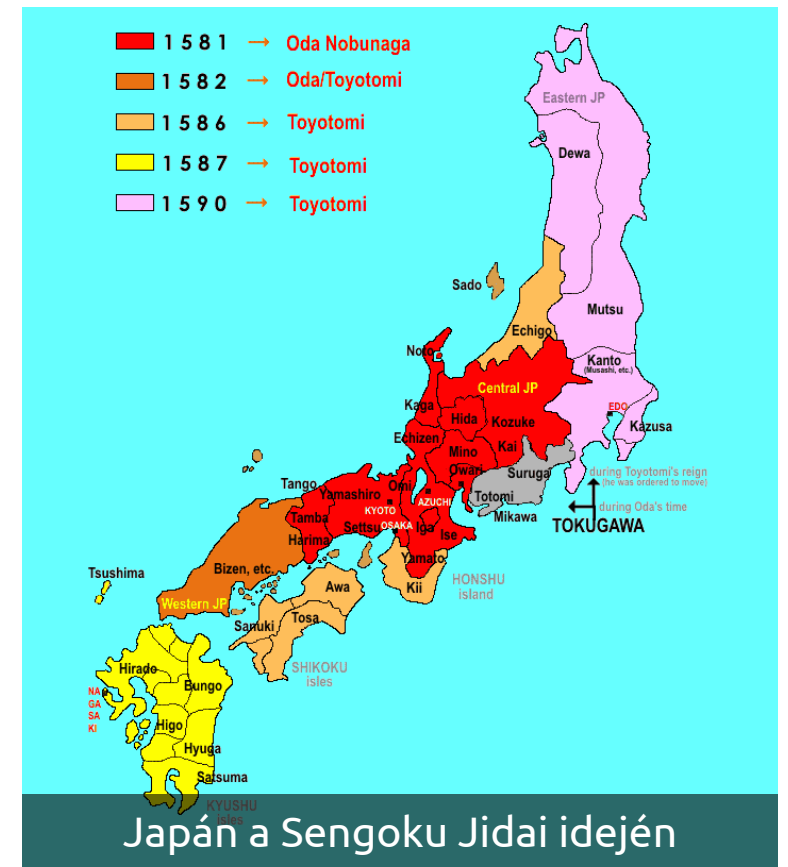 1581 → Oda Nobunaga
1582 → Oda/Toyotomi
1586 → Toyotomi
1587 → Toyotomi
1590 → Toyotomi
Eastern JP
Dewa
Sado
Mutsu
Echigo
Noto
Kanto
(Musashi, etc.)
Central JP
EDO
Kaga
Hida
Kozuke
Kazusa
Echizen
Mino
Kai
Owari
Suruga
during Toyotomi's reign
(he was ordered to move)
Tango
Yamashiro
Omi
AZUCHI
Totomi
during Oda's time
KYOTO
Mikawa
TOKUGAWA
Tamba
Settsu
OSAKA
Iga
Ise
Harima
Yamato
Bizen, etc.
Tsushima
Awa
Kii
HONSHU
island
Western JP
Sanuki
Tosa
SHIKOKU
isles
Hirado
Bungo
NA
GA
SA
KI
Higo
Hyuga
Satsuma
KYUSHU
isles
Japán a Sengoku Jidai idején